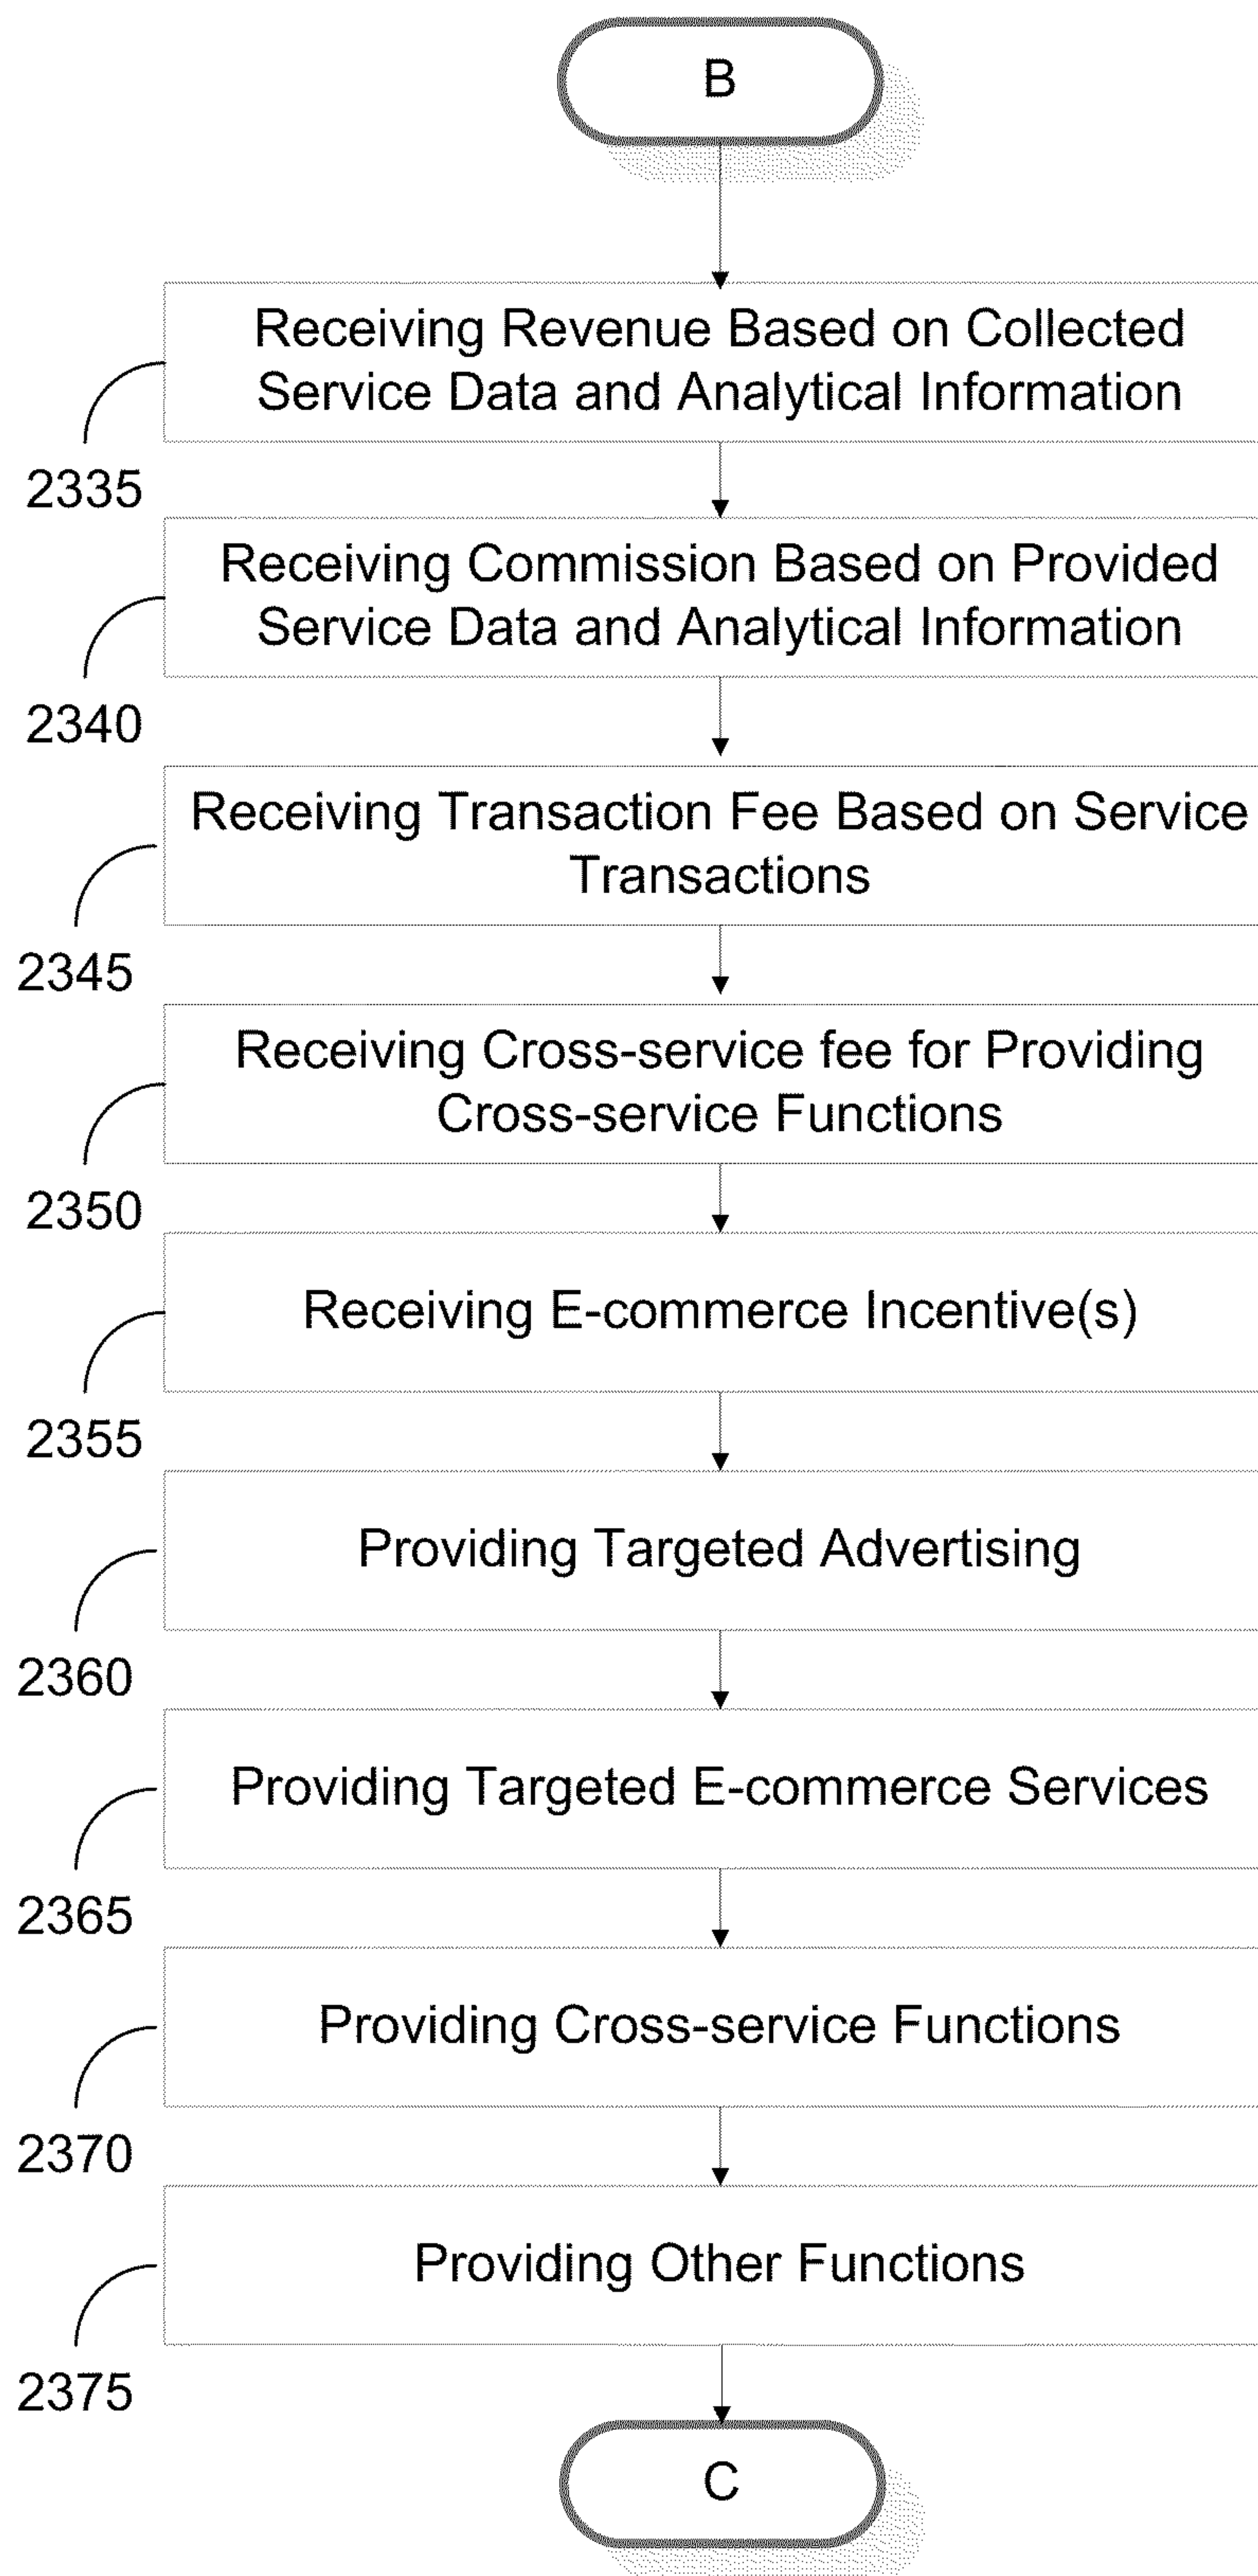 B
Receiving Revenue Based on Collected
Service Data and Analytical Information
2335
Receiving Commission Based on Provided
Service Data and Analytical Information
2340
Receiving Transaction Fee Based on Service
Transactions
2345
Receiving Cross-service fee for Providing
Cross-service Functions
2350
Receiving E-commerce Incentive(s)
2355
Providing Targeted Advertising
2360
Providing Targeted E-commerce Services
2365
Providing Cross-service Functions
2370
Providing Other Functions
2375
C